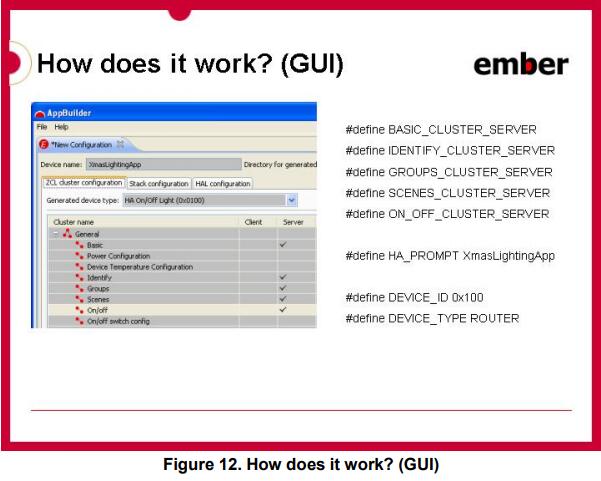 How does it work? (GUI)
ember
AppBuilder
File Help
*New Configuration
Device name: XmasLightingApp Directory for generated
ZCL cluster configuration Stack configuration HAL configuration
Generated device type: HA On/Off Light (0x0100)
Cluster name Client Server
General
Basic
Power Configuration
Device Temperature Configuration
Identify
Groups
Scenes
On/off
On/off switch config
#define BASIC_CLUSTER_SERVER
#define IDENTIFY_CLUSTER_SERVER
#define GROUPS_CLUSTER_SERVER
#define SCENES_CLUSTER_SERVER
#define ON_OFF_CLUSTER_SERVER
#define HA_PROMPT XmasLightingApp
#define DEVICE_ID 0x100
#define DEVICE_TYPE ROUTER
Figure 12. How does it work? (GUI)